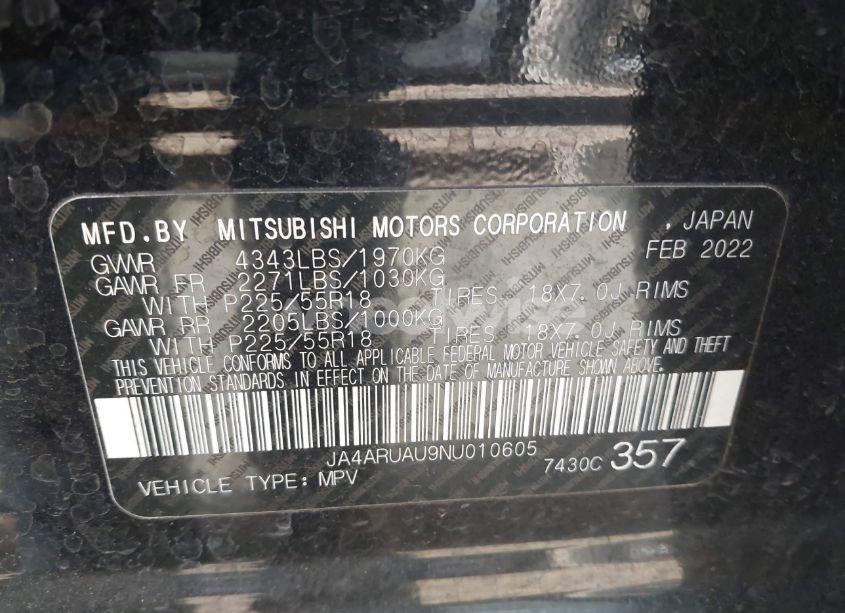 MFD.BY MITSUBISHI MOTORS CORPORATION , JAPAN
GVWR 4343LBS/1970KG FEB 2022
GAWR FR 2271LBS/1030KG
WITH P225/55R18 TIRES, 18X7.0J RIMS
GAWR RR 2205LBS/1000KG
WITH P225/55R18 TIRES, 18X7.0J RIMS
THIS VEHICLE CONFORMS TO ALL APPLICABLE FEDERAL MOTOR VEHICLE SAFETY AND THEFT
PREVENTION STANDARDS IN EFFECT ON THE DATE OF MANUFACTURE SHOWN ABOVE.
JA4ARUAU9NU010605
7430C 357
VEHICLE TYPE: MPV